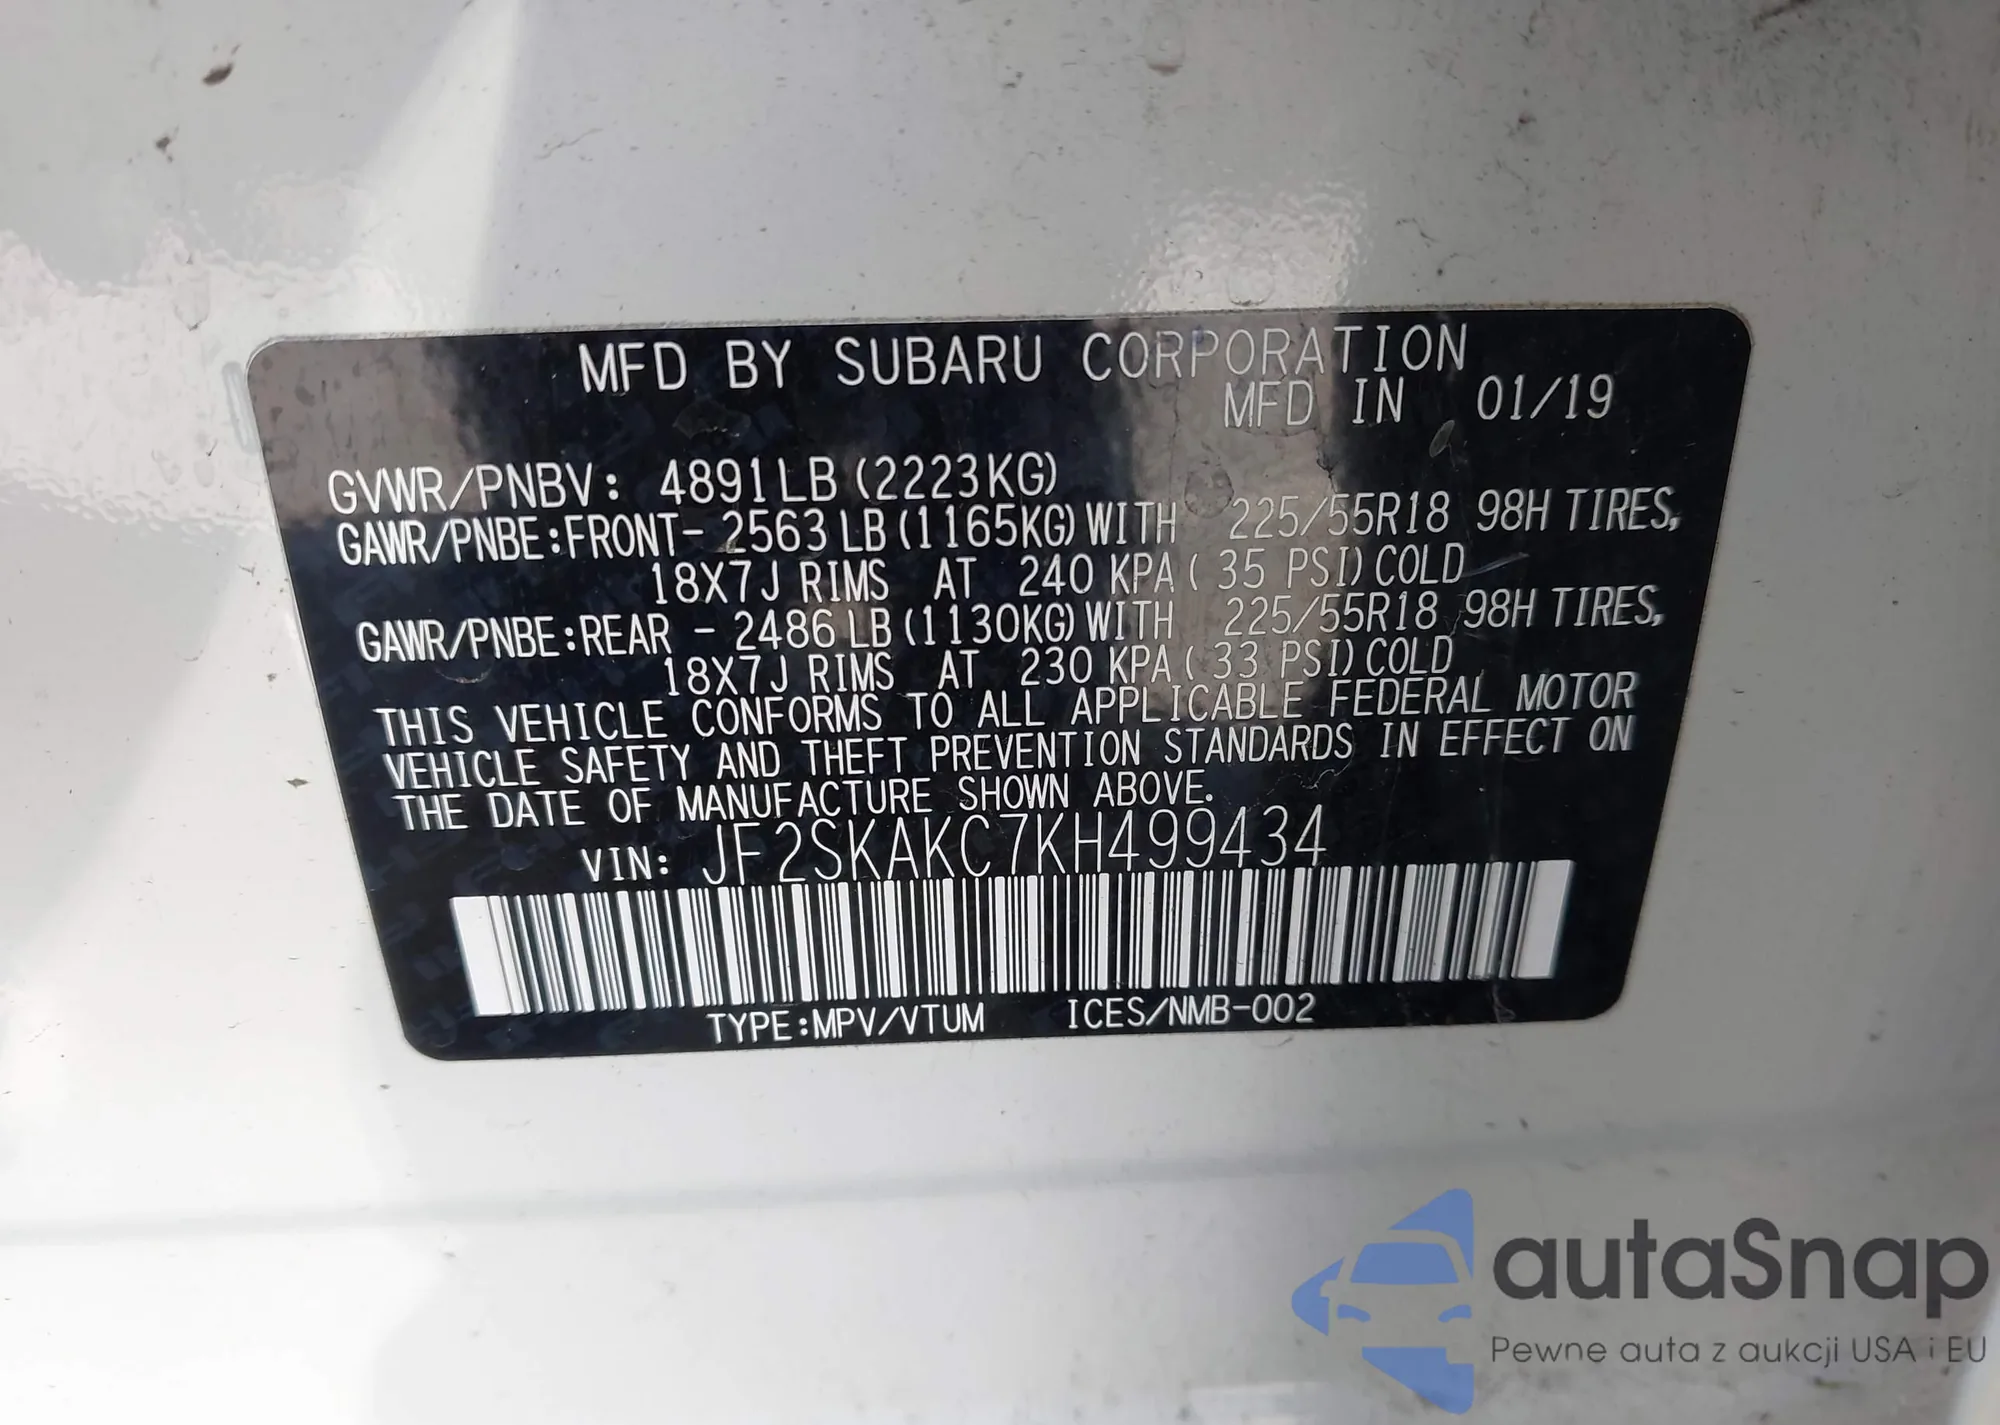 MFD BY SUBARU CORPORATION
MFD IN 01/19
GVWR/PNBV: 4891LB (2223KG)
GAWR/PNBE:FRONT- 2563 LB (1165KG) WITH 225/55R18 98H TIRES,
18X7J RIMS AT 240 KPA ( 35 PSI) COLD
GAWR/PNBE:REAR - 2486 LB (1130KG) WITH 225/55R18 98H TIRES,
18X7J RIMS AT 230 KPA ( 33 PSI) COLD
THIS VEHICLE CONFORMS TO ALL APPLICABLE FEDERAL MOTOR
VEHICLE SAFETY AND THEFT PREVENTION STANDARDS IN EFFECT ON
THE DATE OF MANUFACTURE SHOWN ABOVE.
VIN: JF2SKAKC7KH499434
TYPE:MPV/VTUM ICES/NMB-002
autaSnap
Pewne auta z aukcji USA i EU